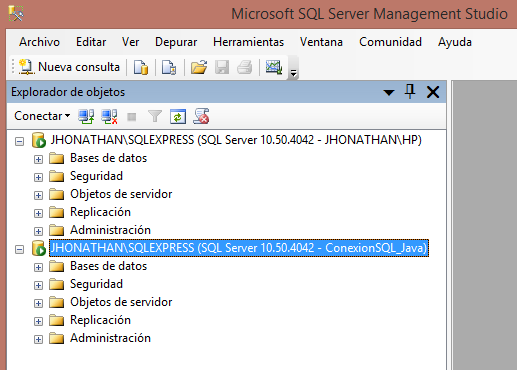 Microsoft SQL Server Management Studio
Archivo Editar Ver Depurar Herramientas Ventana Comunidad Ayuda
Nueva consulta
Explorador de objetos
Conectar
JHONATHAN\SQLEXPRESS (SQL Server 10.50.4042 - JHONATHAN\HP)
Bases de datos
Seguridad
Objetos de servidor
Replicación
Administración
JHONATHAN\SQLEXPRESS (SQL Server 10.50.4042 - ConexionSQL_Java)
Bases de datos
Seguridad
Objetos de servidor
Replicación
Administración